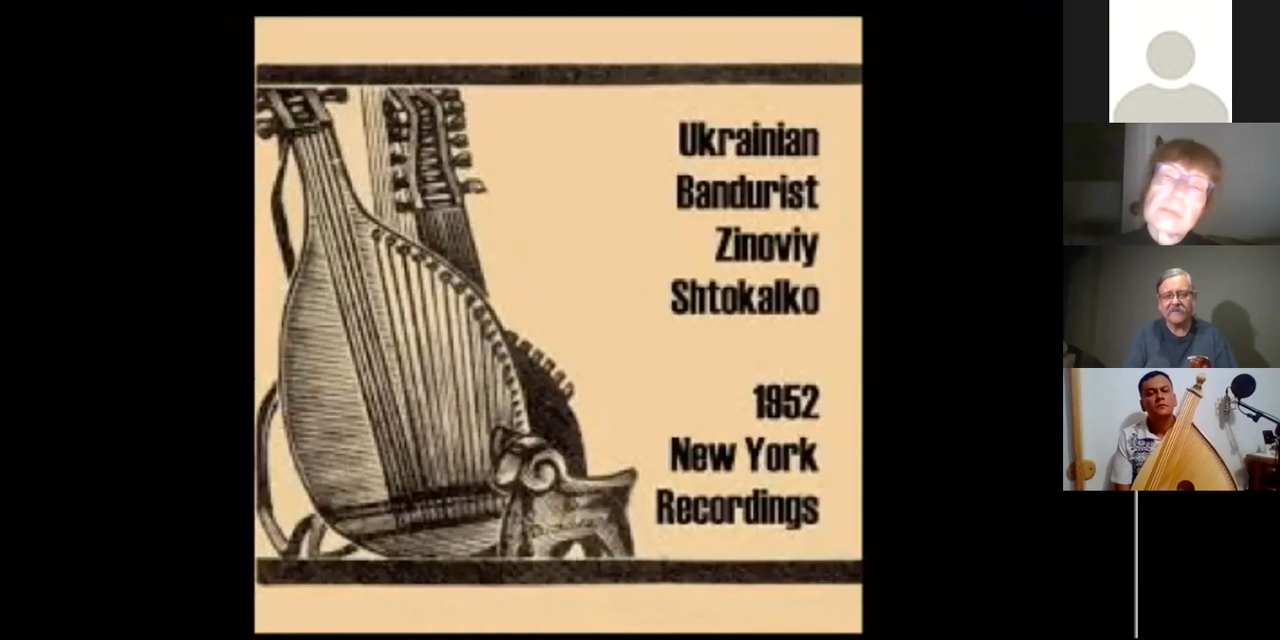 Ukrainian
Bandurist
Zinoviy
Shtokalko
1952
New York
Recordings